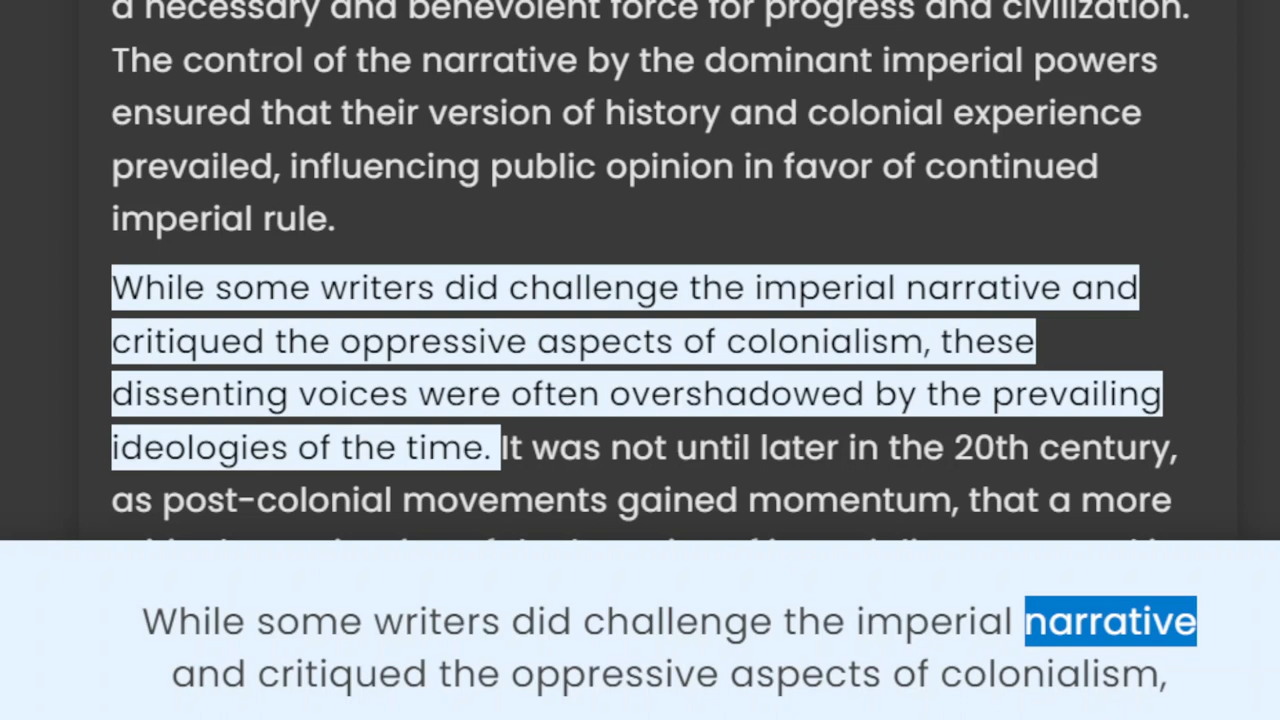 a necessary and benevolent force for progress and civilization.
The control of the narrative by the dominant imperial powers
ensured that their version of history and colonial experience
prevailed, influencing public opinion in favor of continued
imperial rule.
While some writers did challenge the imperial narrative and
critiqued the oppressive aspects of colonialism, these
dissenting voices were often overshadowed by the prevailing
ideologies of the time. It was not until later in the 20th century,
as post-colonial movements gained momentum, that a more
While some writers did challenge the imperial narrative
and critiqued the oppressive aspects of colonialism,